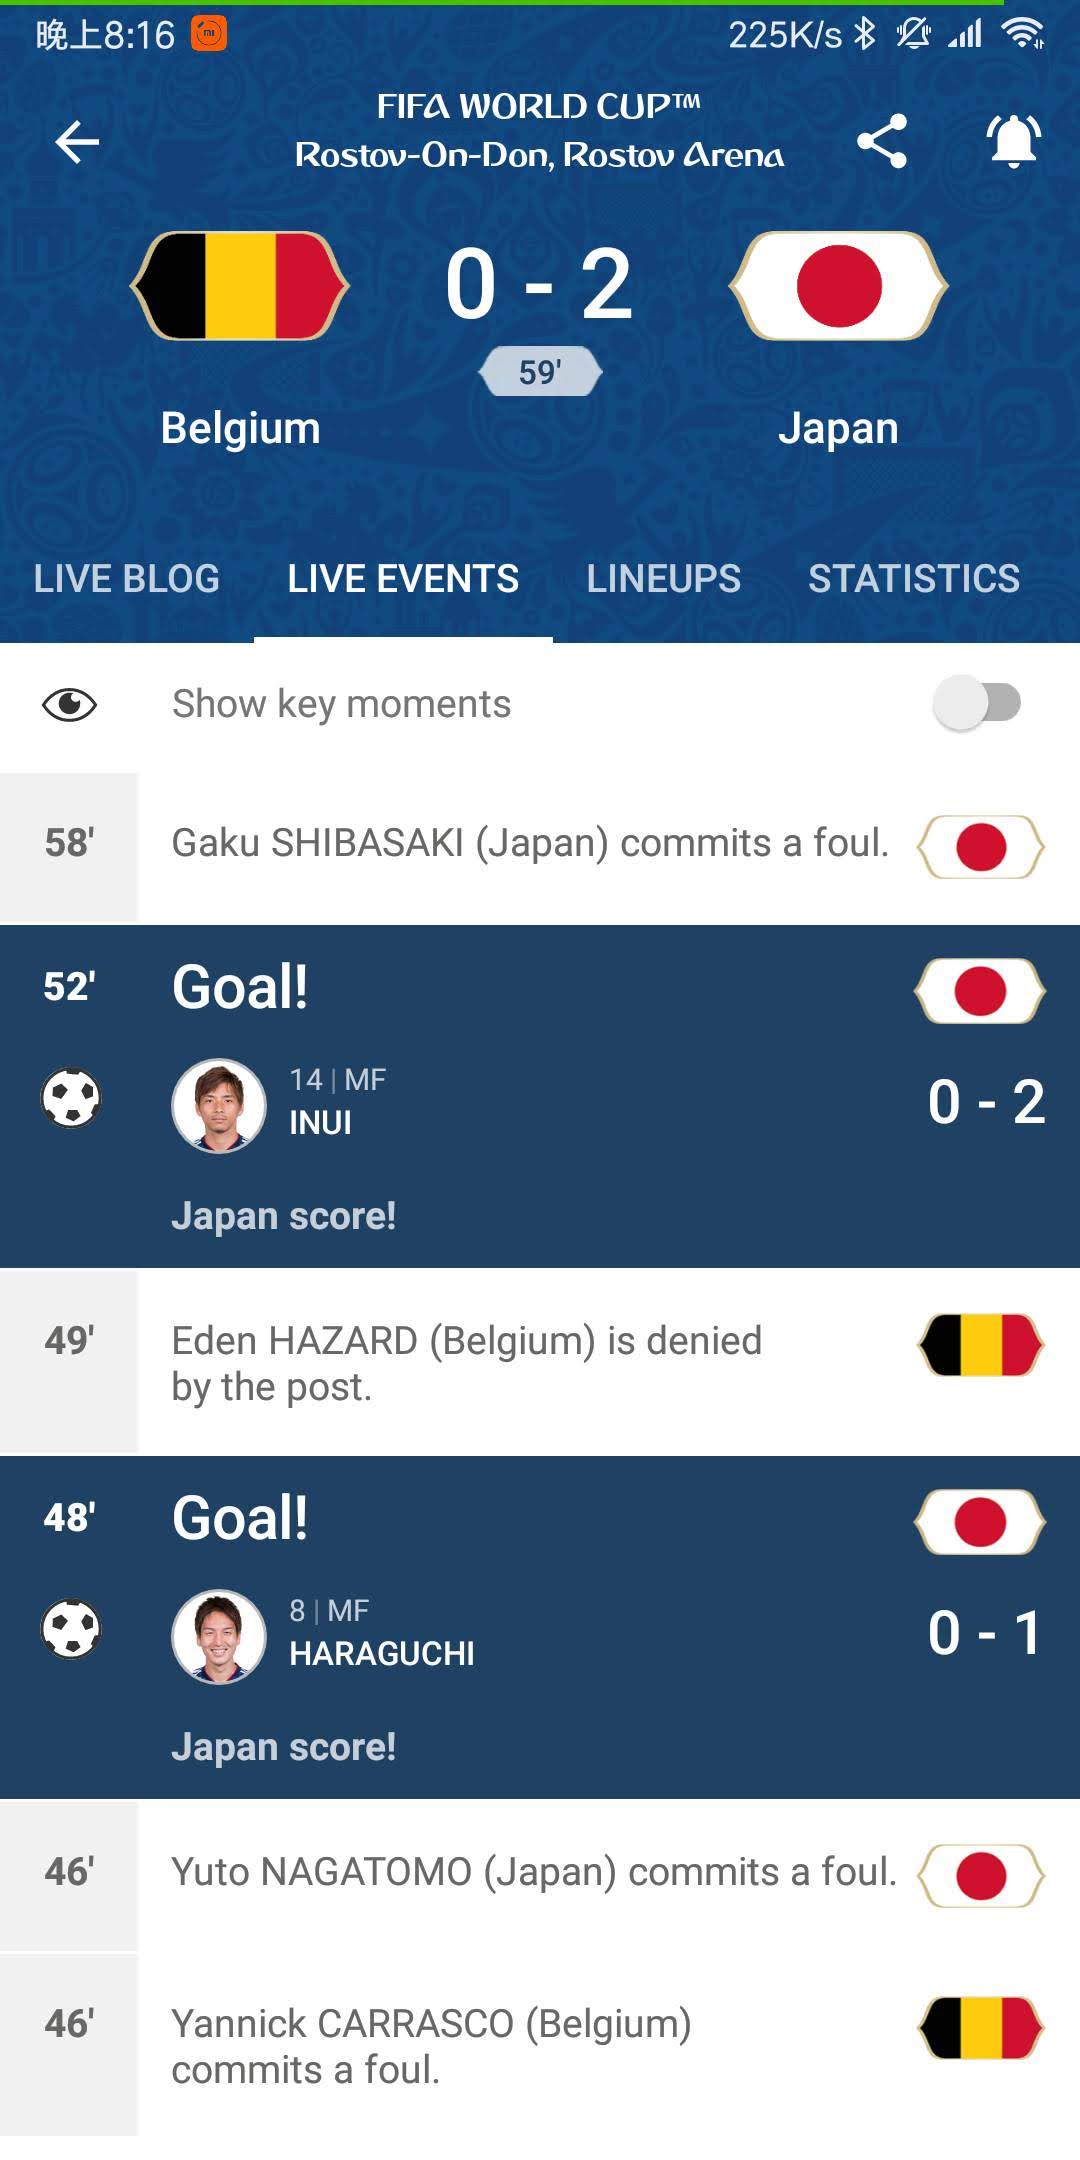 晚上8:16
225K/s
FIFA WORLD CUP™
Rostov-On-Don, Rostov Arena
0 - 2
59'
Belgium
Japan
LIVE BLOG
LIVE EVENTS
LINEUPS
STATISTICS
Show key moments
58'
Gaku SHIBASAKI (Japan) commits a foul.
52'
Goal!
14 | MF
INUI
0 - 2
Japan score!
49'
Eden HAZARD (Belgium) is denied
by the post.
48'
Goal!
8 | MF
HARAGUCHI
0 - 1
Japan score!
46'
Yuto NAGATOMO (Japan) commits a foul.
46'
Yannick CARRASCO (Belgium)
commits a foul.